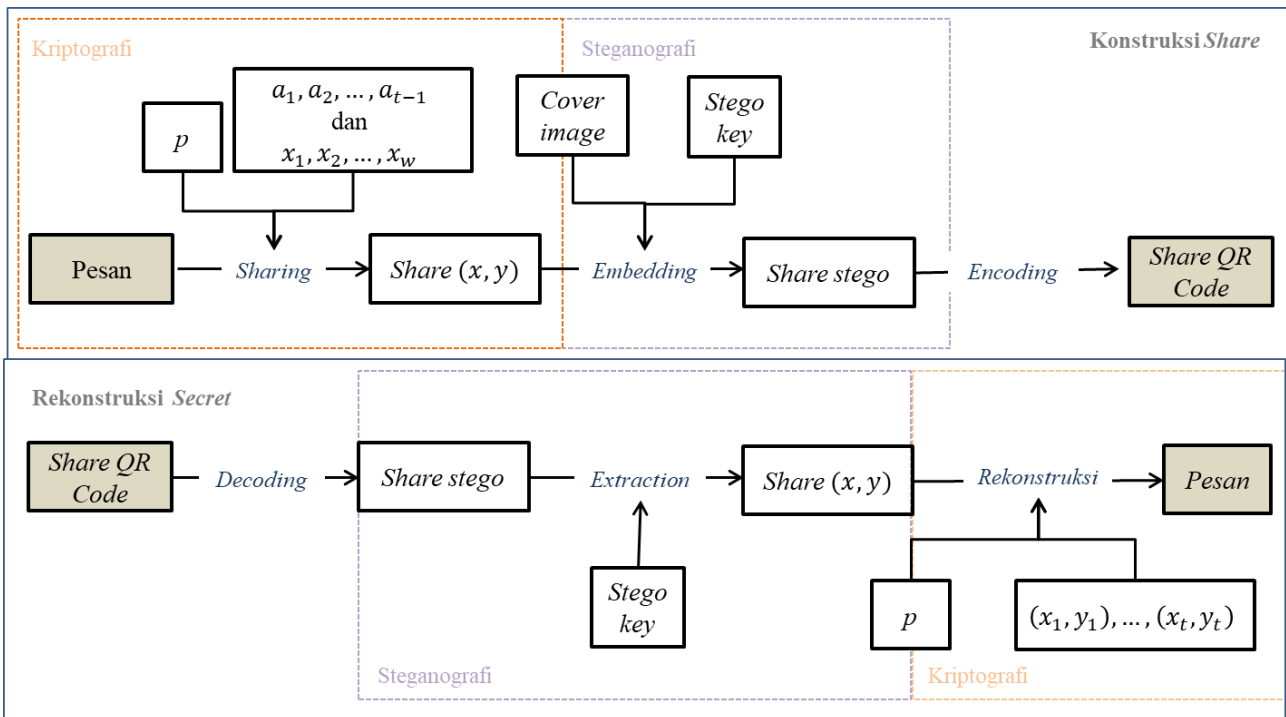 Kriptografi
Steganografi
Konstruksi Share
p
a₁, a₂, … , a_{t−1}
dan
x₁, x₂, … , x_w
Cover
image
Stego
key
Pesan
Sharing
Share (x, y)
Embedding
Share stego
Encoding
Share QR
Code
Rekonstruksi Secret
Share QR
Code
Decoding
Share stego
Extraction
Share (x, y)
Rekonstruksi
Pesan
Stego
key
p
(x₁, y₁), … , (x_t, y_t)
Steganografi
Kriptografi